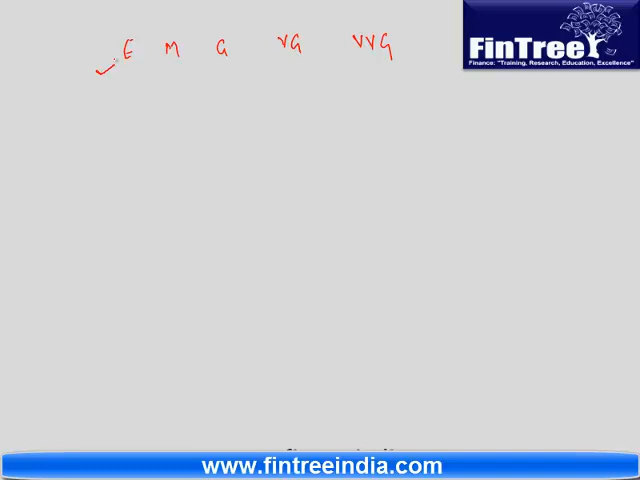 E M G VG VVG
FinTree
Finance: "Training, Research, Education, Excellence"
www.fintreeindia.com